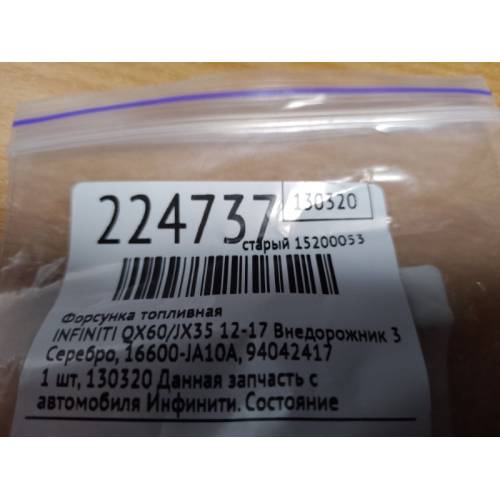 224737
130320
старый 15200053
Форсунка топливная
INFINITI QX60/JX35 12-17 Внедорожник 3
Серебро, 16600-JA10A, 94042417
1 шт, 130320 Данная запчасть с
автомобиля Инфинити. Состояние